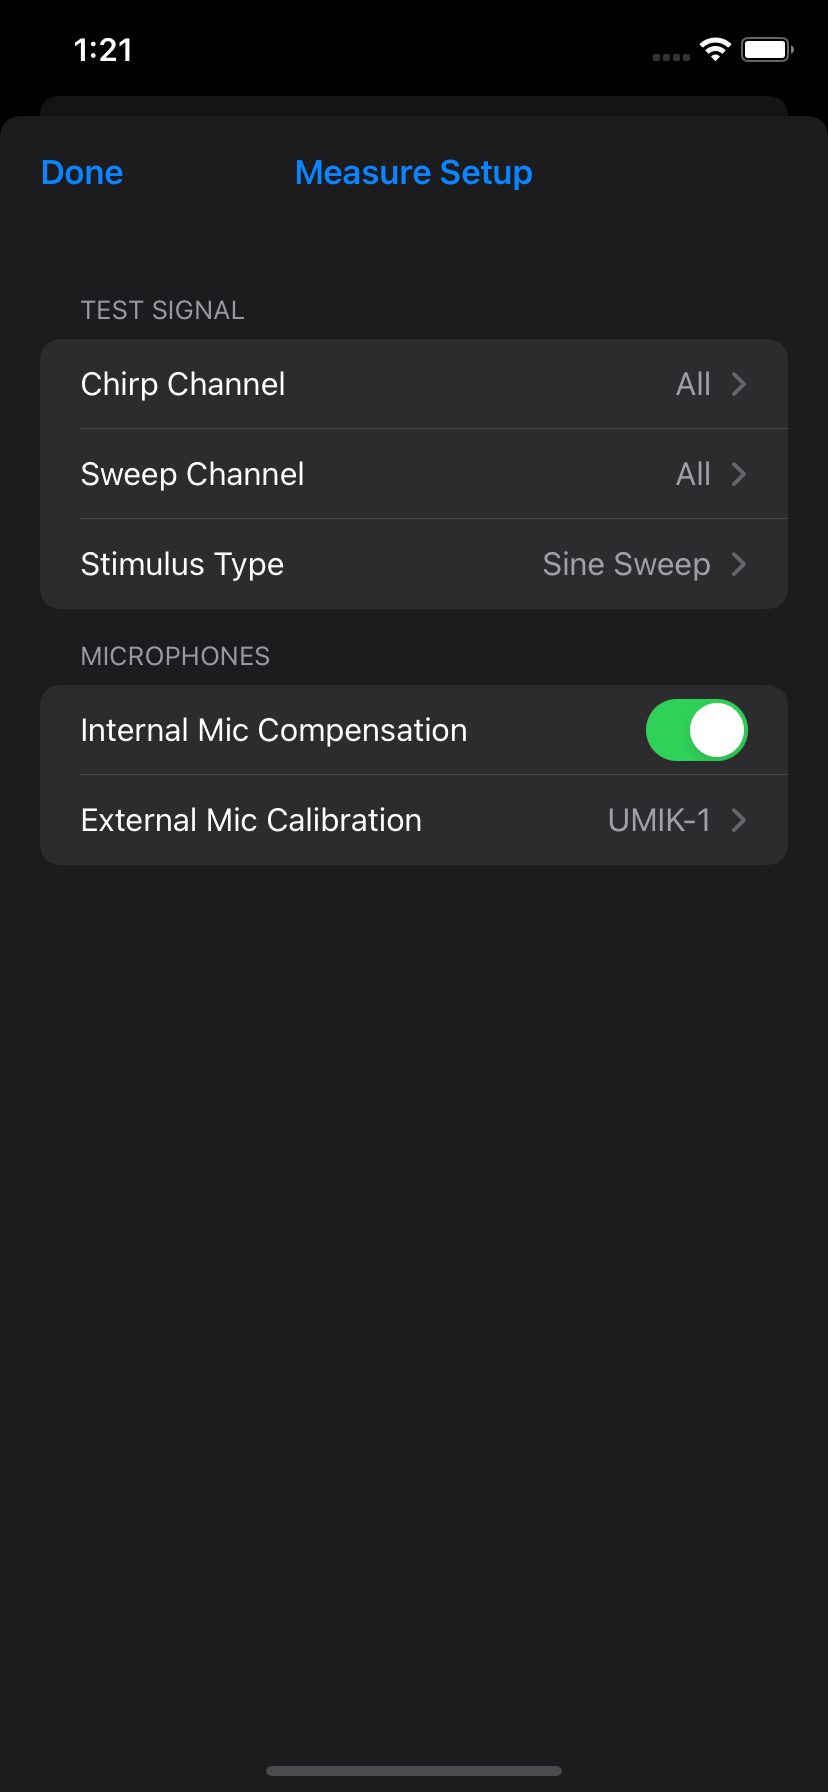 1:21
Done Measure Setup
TEST SIGNAL
Chirp Channel All
Sweep Channel All
Stimulus Type Sine Sweep
MICROPHONES
Internal Mic Compensation
External Mic Calibration UMIK-1